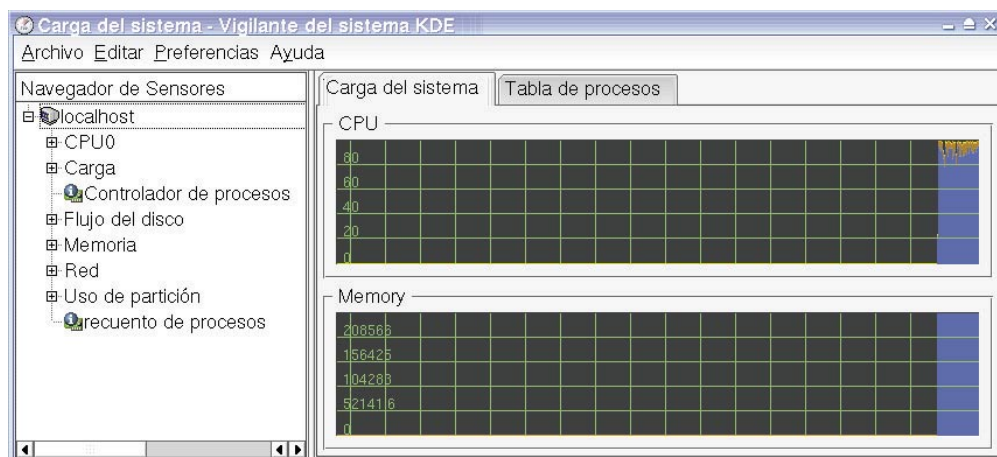 Carga del sistema - Vigilante del sistema KDE
Archivo Editar Preferencias Ayuda
Navegador de Sensores
localhost
CPU0
Carga
Controlador de procesos
Flujo del disco
Memoria
Red
Uso de partición
recuento de procesos
Carga del sistema Tabla de procesos
CPU
80
60
40
20
0
Memory
208566
156425
104283
52141 6
0